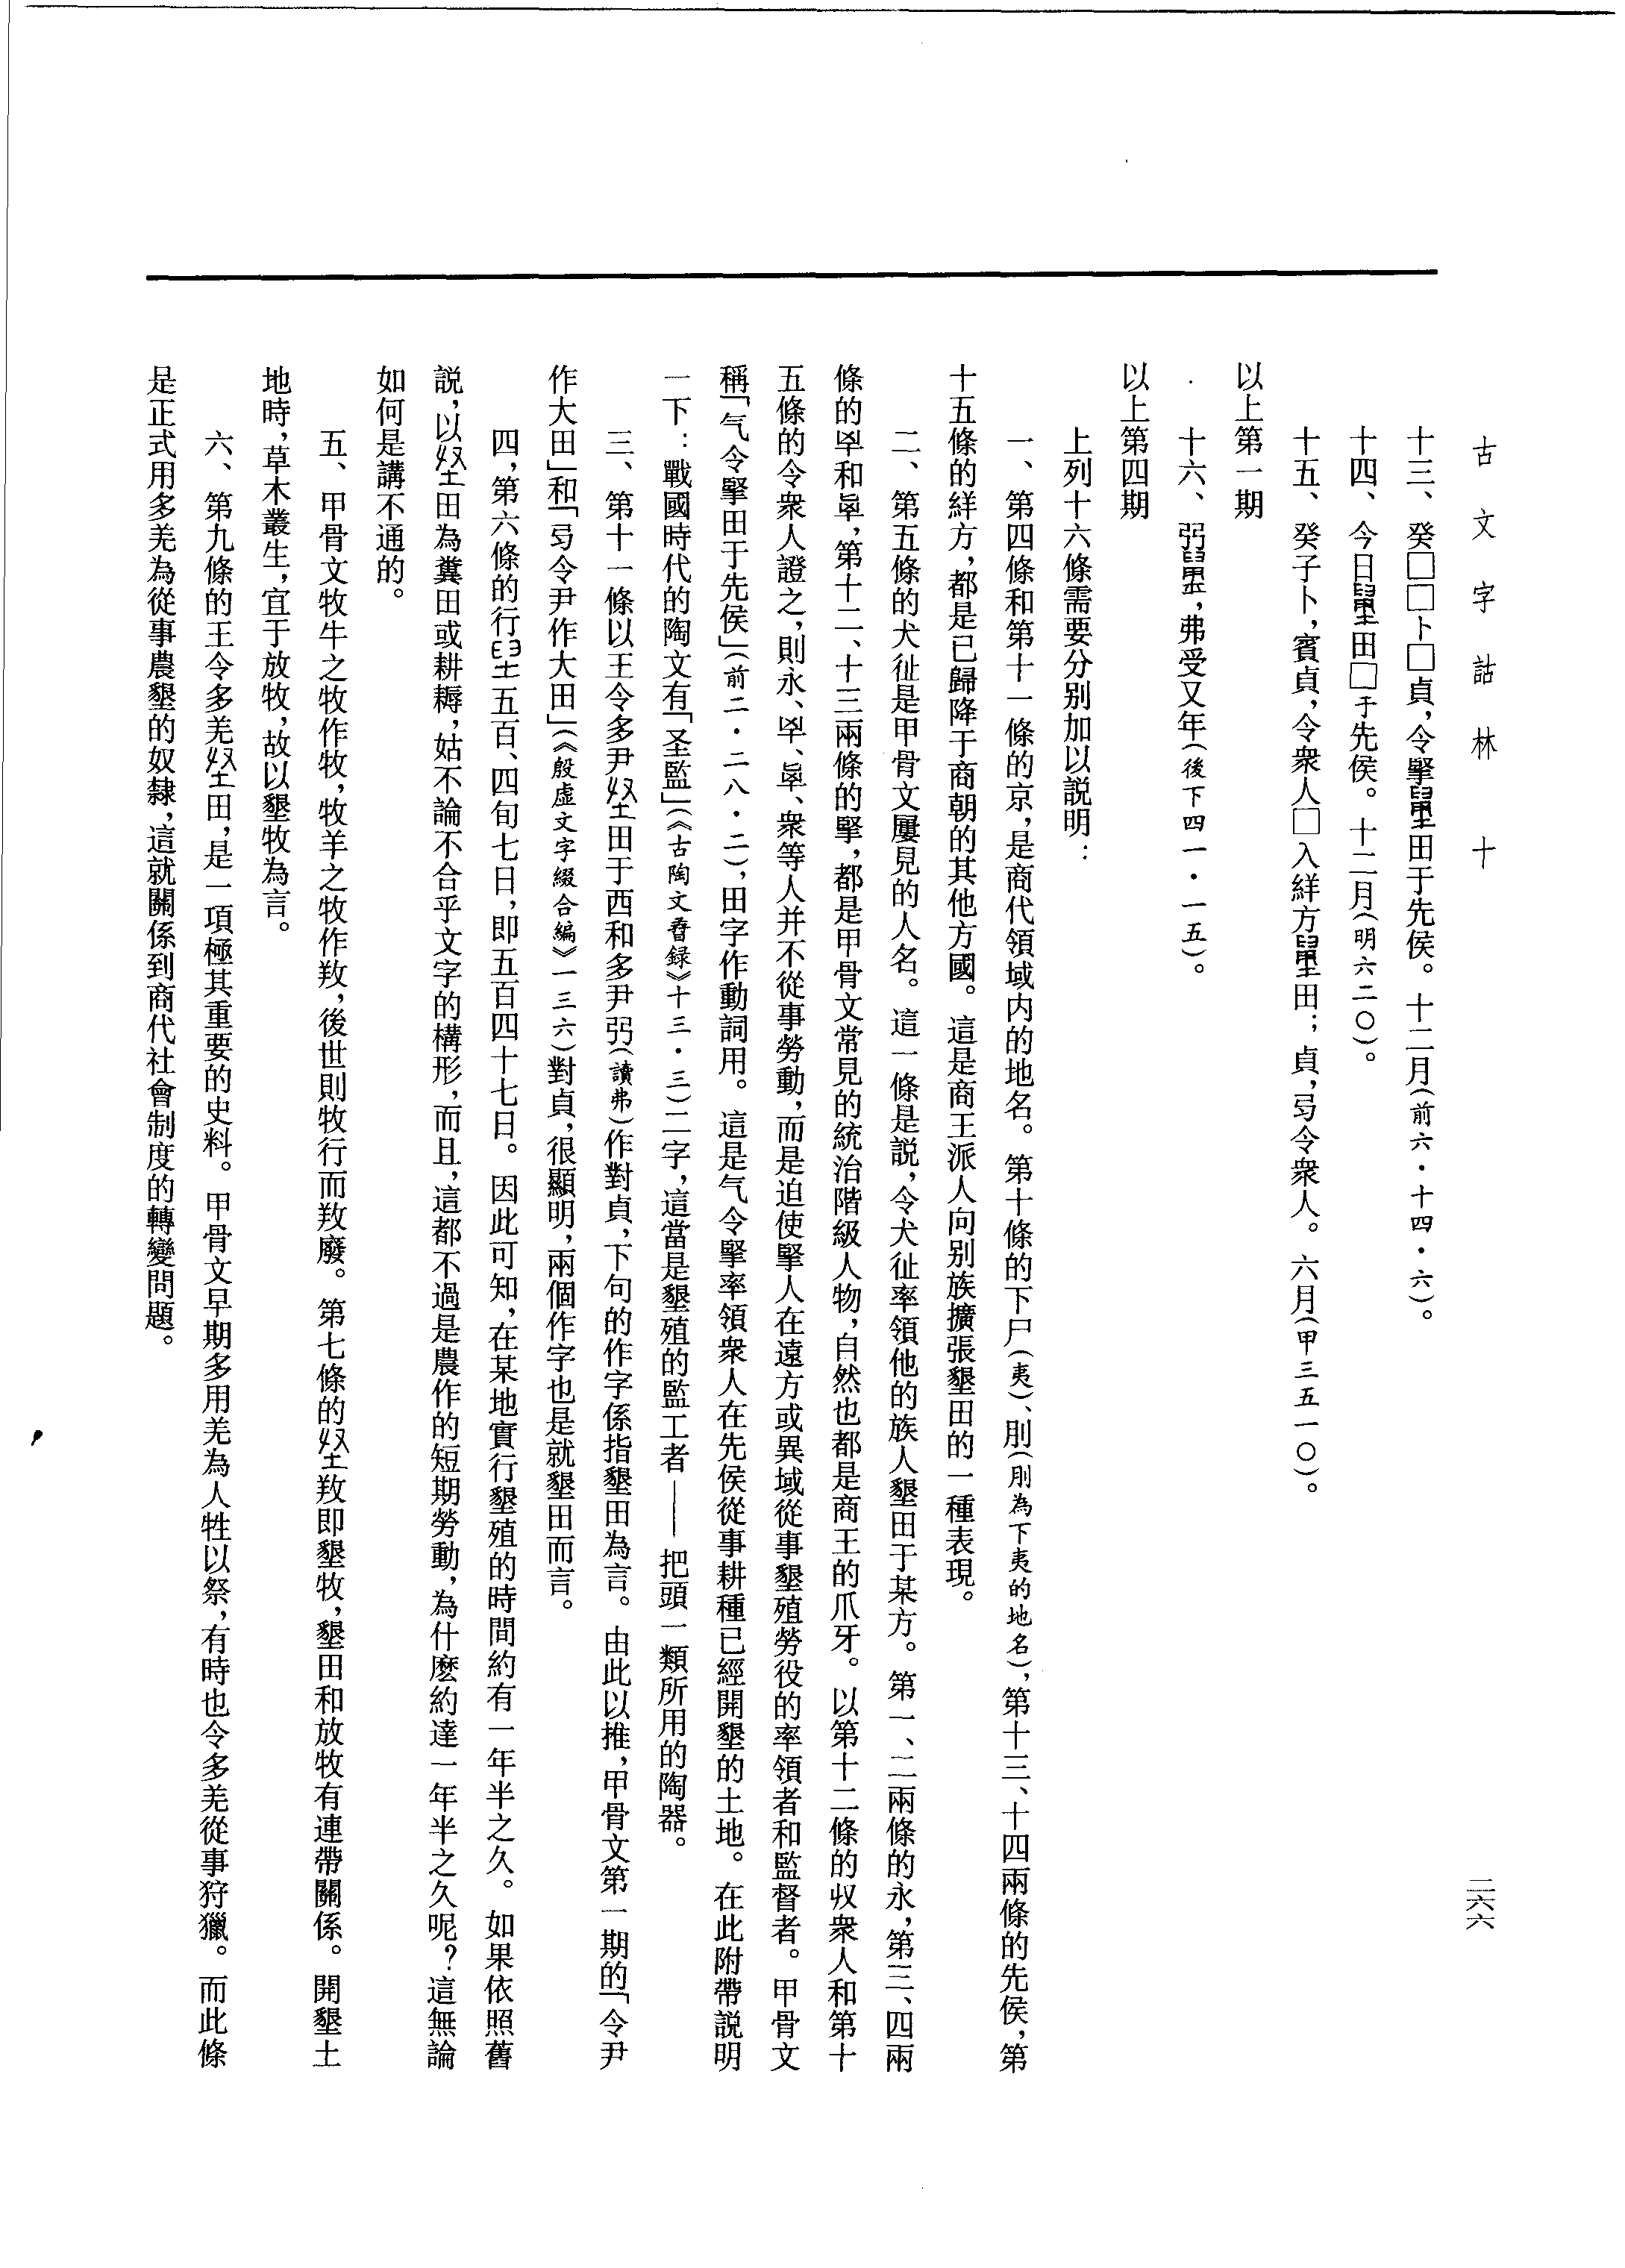 古文字詁林 十
二六六
十三、癸□□卜□貞，令𦥑田于先侯。十二月（前六·十四·六）。
十四、今日田□于先侯。十二月（明六二〇）。
十五、癸子卜，賓貞，令衆人□入絴方田；貞，弜令衆人。六月（甲三五一〇）。
以上第一期
十六、弜，弗受又年（後下四一·一五）。
以上第四期
上列十六條需要分別加以説明：
一、第四條和第十一條的京，是商代領域内的地名。第十條的下尸（夷）、刖（刖為下夷的地名），第十三、十四兩條的先侯，第
十五條的絴方，都是已歸降于商朝的其他方國。這是商王派人向別族擴張墾田的一種表現。
二、第五條的犬㢟是甲骨文屢見的人名。這一條是説，令犬㢟率領他的族人墾田于某方。第一、二兩條的永，第三、四兩
條的和，第十二、十三兩條的，都是甲骨文常見的統治階級人物，自然也都是商王的爪牙。以第十二條的収衆人和第十
五條的令衆人證之，則永、、、衆等人并不從事勞動，而是迫使人在遠方或異域從事墾殖勞役的率領者和監督者。甲骨文
稱「气令田于先侯」（前二·二八·二），田字作動詞用。這是气令率領衆人在先侯從事耕種已經開墾的土地。在此附帶説明
一下：戰國時代的陶文有「圣監」（《古陶文𦸗録》十三·三）二字，這當是墾殖的監工者——把頭一類所用的陶器。
三、第十一條以王令多尹田于西和多尹弜（讀弗）作對貞，下句的作字係指墾田為言。由此以推，甲骨文第一期的「令尹
作大田」和「弜令尹作大田」（《殷虛文字綴合編》一三六）對貞，很顯明，兩個作字也是就墾田而言。
四，第六條的行五百、四旬七日，即五百四十七日。因此可知，在某地實行墾殖的時間約有一年半之久。如果依照舊
説，以田為糞田或耕耨，姑不論不合乎文字的構形，而且，這都不過是農作的短期勞動，為什麼約達一年半之久呢？這無論
如何是講不通的。
五、甲骨文牧牛之牧作牧，牧羊之牧作䍩，後世則牧行而䍩廢。第七條的䍩即墾牧，墾田和放牧有連帶關係。開墾土
地時，草木叢生，宜于放牧，故以墾牧為言。
六、第九條的王令多羌田，是一項極其重要的史料。甲骨文早期多用羌為人牲以祭，有時也令多羌從事狩獵。而此條
是正式用多羌為從事農墾的奴隸，這就關係到商代社會制度的轉變問題。